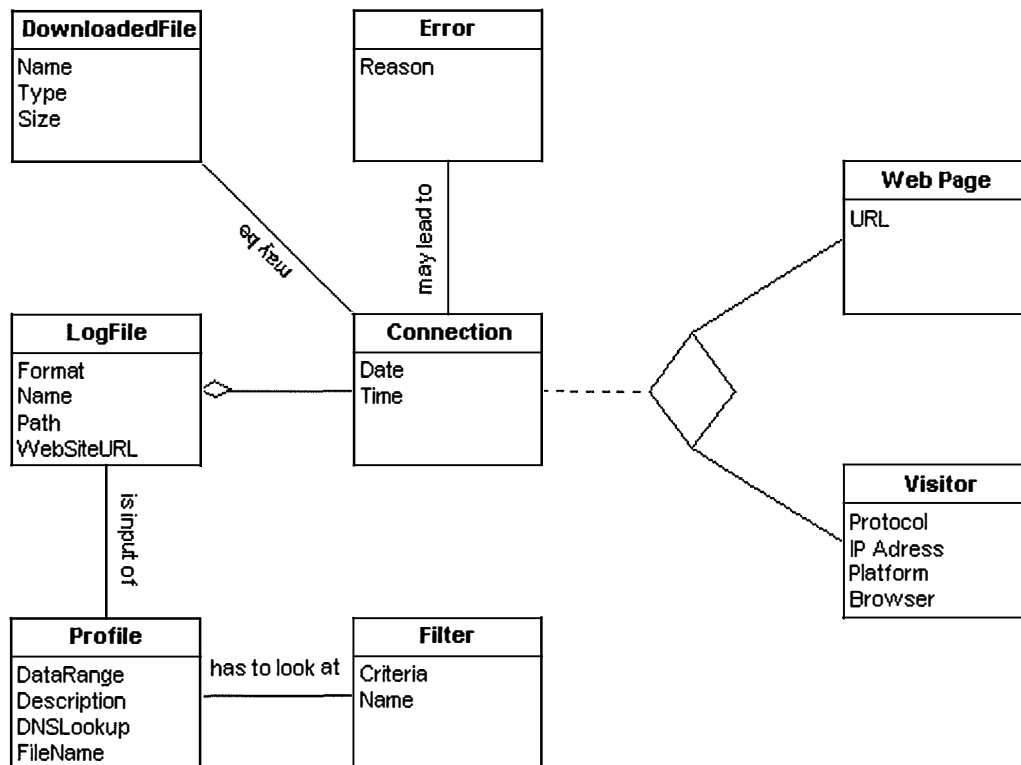 DownloadedFile
Name
Type
Size
Error
Reason
Web Page
URL
may be
may lead to
LogFile
Format
Name
Path
WebSiteURL
Connection
Date
Time
Visitor
Protocol
IP Adress
Platform
Browser
is input of
Profile
DataRange
Description
DNSLookup
FileName
has to look at
Filter
Criteria
Name